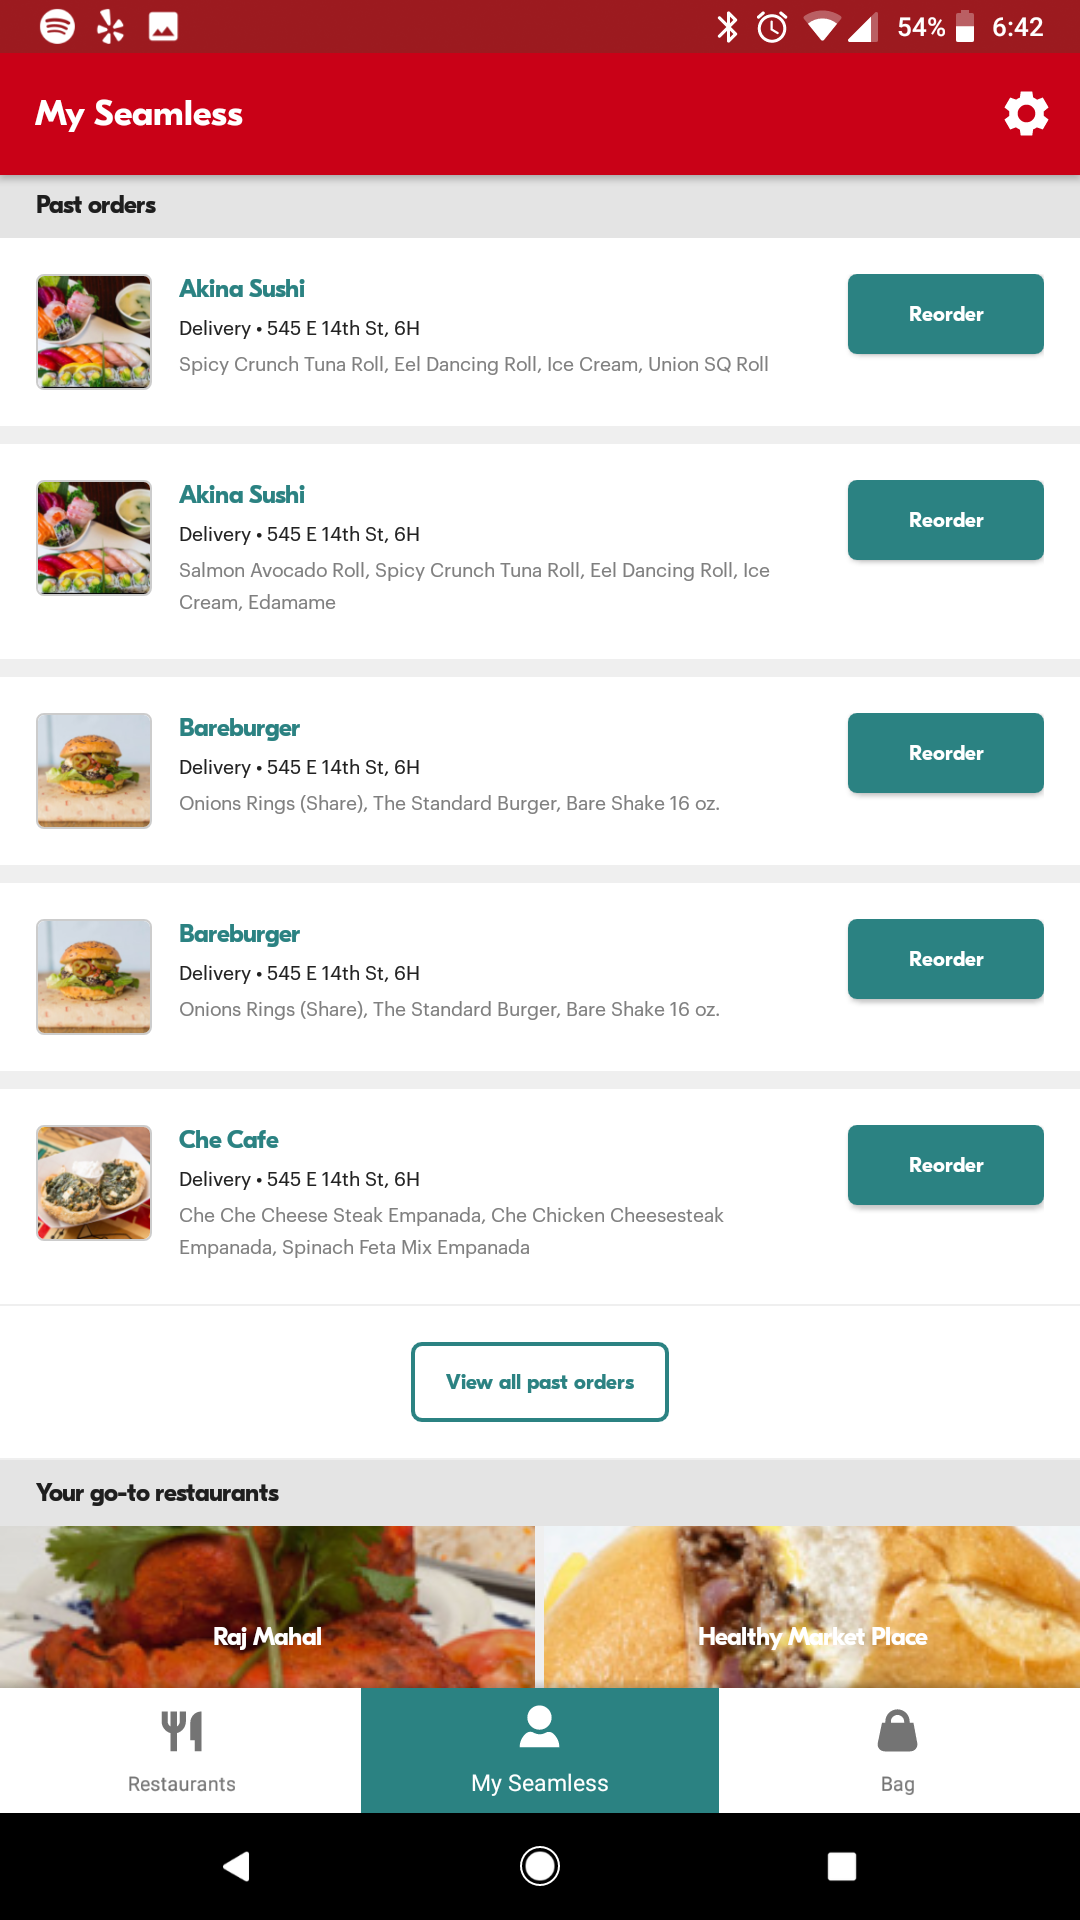 54% 6:42
My Seamless
Past orders
Akina Sushi
Delivery • 545 E 14th St, 6H
Spicy Crunch Tuna Roll, Eel Dancing Roll, Ice Cream, Union SQ Roll
Reorder
Akina Sushi
Delivery • 545 E 14th St, 6H
Salmon Avocado Roll, Spicy Crunch Tuna Roll, Eel Dancing Roll, Ice
Cream, Edamame
Reorder
Bareburger
Delivery • 545 E 14th St, 6H
Onions Rings (Share), The Standard Burger, Bare Shake 16 oz.
Reorder
Bareburger
Delivery • 545 E 14th St, 6H
Onions Rings (Share), The Standard Burger, Bare Shake 16 oz.
Reorder
Che Cafe
Delivery • 545 E 14th St, 6H
Che Che Cheese Steak Empanada, Che Chicken Cheesesteak
Empanada, Spinach Feta Mix Empanada
Reorder
View all past orders
Your go-to restaurants
Raj Mahal
Healthy Market Place
Restaurants
My Seamless
Bag